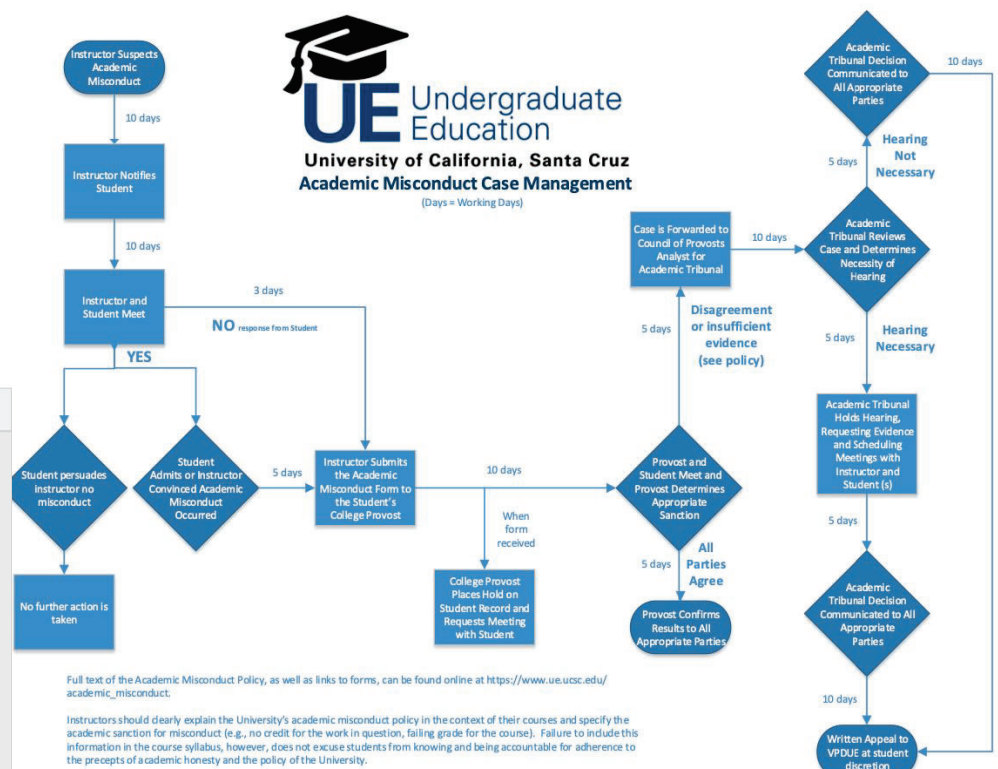 Instructor Suspects
Academic
Misconduct
10 days
Instructor Notifies
Student
10 days
Instructor and
Student Meet
3 days
NO response from Student
YES
Student persuades
instructor no
misconduct
No further action is
taken
Student
Admits or Instructor
Convinced Academic
Misconduct
Occurred
5 days
Instructor Submits
the Academic
Misconduct Form to
the Student's
College Provost
10 days
When
form
received
College Provost
Places Hold on
Student Record and
Requests Meeting
with Student
UE Undergraduate
Education
University of California, Santa Cruz
Academic Misconduct Case Management
(Days = Working Days)
Provost and
Student Meet and
Provost Determines
Appropriate
Sanction
5 days
All
Parties
Agree
Provost Confirms
Results to All
Appropriate Parties
5 days
Disagreement
or insufficient
evidence
(see policy)
Case is Forwarded to
Council of Provosts
Analyst for
Academic Tribunal
10 days
Academic
Tribunal Reviews
Case and Determines
Necessity of
Hearing
5 days
Hearing
Not
Necessary
Academic
Tribunal Decision
Communicated to
All Appropriate
Parties
10 days
5 days
Hearing
Necessary
Academic Tribunal
Holds Hearing,
Requesting Evidence
and Scheduling
Meetings with
Instructor and
Student (s)
5 days
Academic
Tribunal Decision
Communicated to All
Appropriate
Parties
10 days
Written Appeal to
VPDUE at student
discretion
Full text of the Academic Misconduct Policy, as well as links to forms, can be found online at https://www.ue.ucsc.edu/
academic_misconduct.
Instructors should clearly explain the University's academic misconduct policy in the context of their courses and specify the
academic sanction for misconduct (e.g., no credit for the work in question, failing grade for the course). Failure to include this
information in the course syllabus, however, does not excuse students from knowing and being accountable for adherence to
the precepts of academic honesty and the policy of the University.